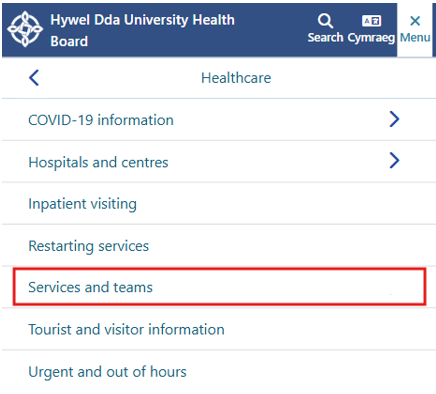 Hywel Dda University Health
Board
Search Cymraeg Menu
Healthcare
COVID-19 information
Hospitals and centres
Inpatient visiting
Restarting services
Services and teams
Tourist and visitor information
Urgent and out of hours